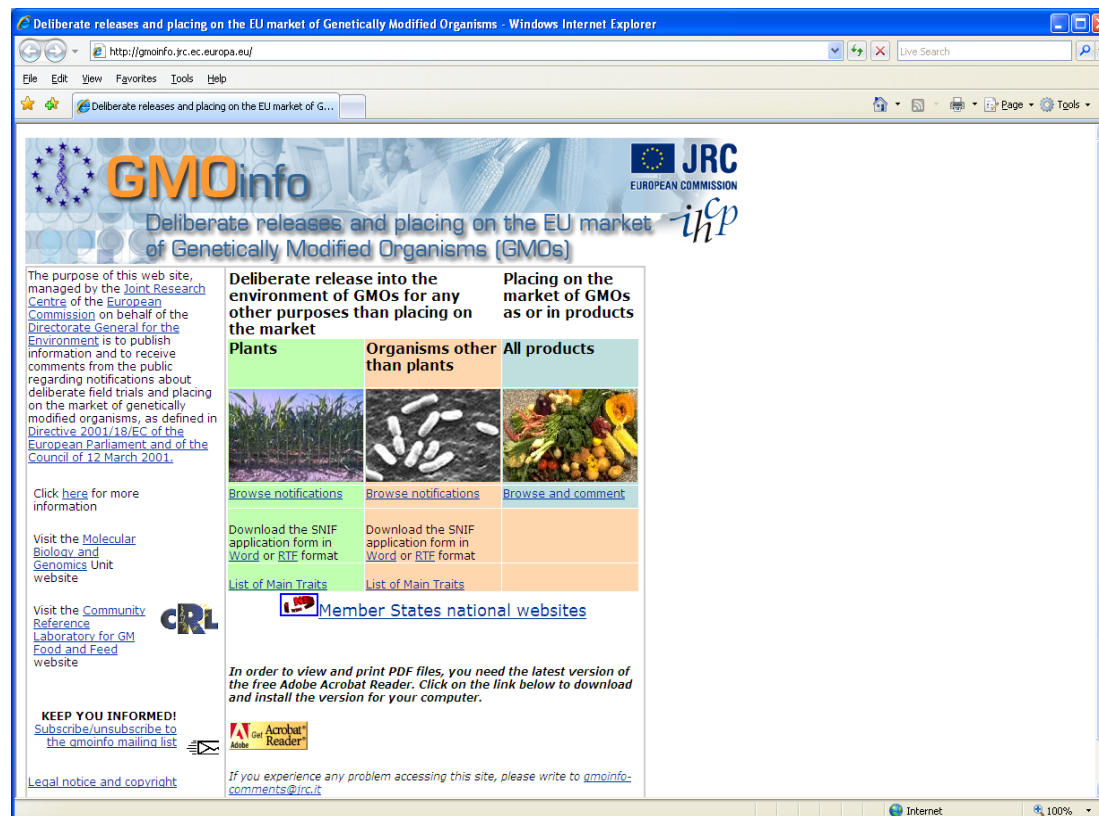 Deliberate releases and placing on the EU market of Genetically Modified Organisms - Windows Internet Explorer
http://gmoinfo.jrc.ec.europa.eu/
Live Search
File Edit View Favorites Tools Help
Deliberate releases and placing on the EU market of G...
Page Tools
GMOinfo
Deliberate releases and placing on the EU market
of Genetically Modified Organisms (GMOs)
JRC
EUROPEAN COMMISSION
ihcp
The purpose of this web site,
managed by the Joint Research
Centre of the European
Commission on behalf of the
Directorate General for the
Environment is to publish
information and to receive
comments from the public
regarding notifications about
deliberate field trials and placing
on the market of genetically
modified organisms, as defined in
Directive 2001/18/EC of the
European Parliament and of the
Council of 12 March 2001.
Click here for more
information
Visit the Molecular
Biology and
Genomics Unit
website
Visit the Community
Reference
Laboratory for GM
Food and Feed
website
CRL
KEEP YOU INFORMED!
Subscribe/unsubscribe to
the gmoinfo mailing list
Legal notice and copyright
Deliberate release into the
environment of GMOs for any
other purposes than placing on
the market
Placing on the
market of GMOs
as or in products
Plants
Organisms other
than plants
All products
Browse notifications
Browse notifications
Browse and comment
Download the SNIF
application form in
Word or RTF format
Download the SNIF
application form in
Word or RTF format
List of Main Traits
List of Main Traits
Member States national websites
In order to view and print PDF files, you need the latest version of
the free Adobe Acrobat Reader. Click on the link below to download
and install the version for your computer.
Adobe
Get Acrobat®
Reader®
If you experience any problem accessing this site, please write to gmoinfo-
comments@jrc.it
Internet
100%